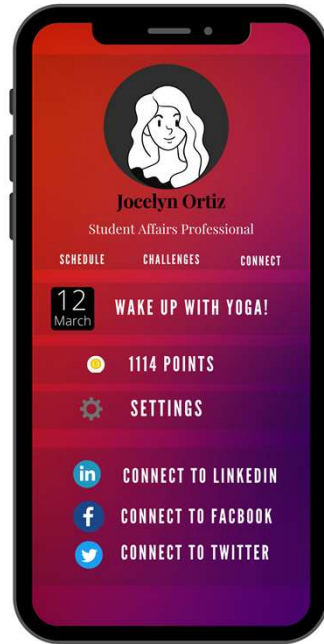 Jocelyn Ortiz
Student Affairs Professional
SCHEDULE CHALLENGES CONNECT
12
March
WAKE UP WITH YOGA!
1114 POINTS
SETTINGS
in CONNECT TO LINKEDIN
f CONNECT TO FACBOOK
CONNECT TO TWITTER